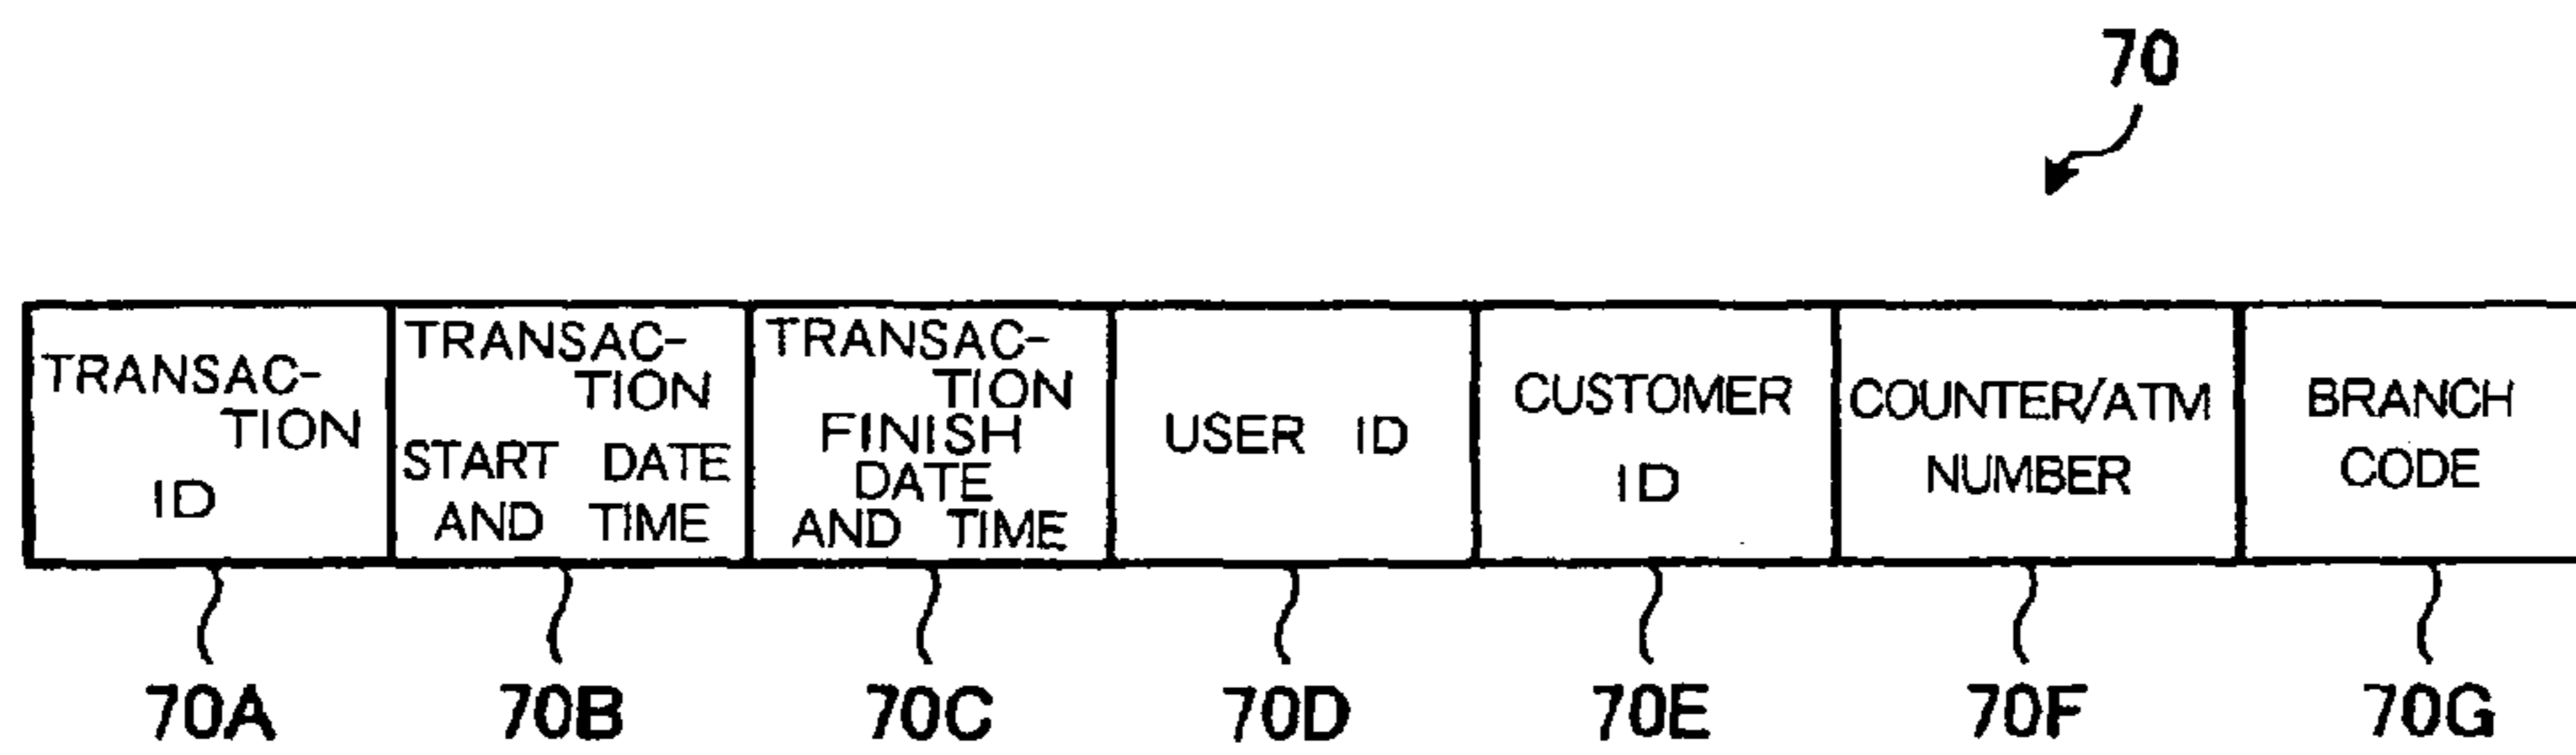 70
TRANSAC-
TION
ID
TRANSAC-
TION
START DATE
AND TIME
TRANSAC-
TION
FINISH
DATE
AND TIME
USER ID
CUSTOMER
ID
COUNTER/ATM
NUMBER
BRANCH
CODE
70A 70B 70C 70D 70E 70F 70G